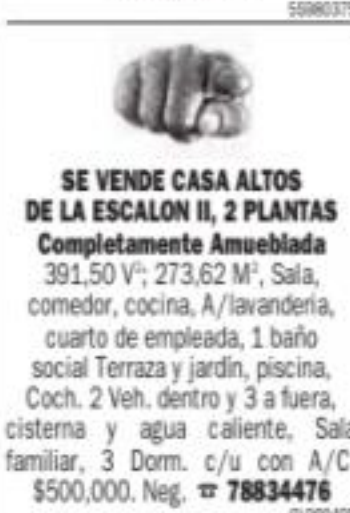 55980375
SE VENDE CASA ALTOS
DE LA ESCALON II, 2 PLANTAS
Completamente Amueblada
391,50 V²; 273,62 M², Sala,
comedor, cocina, A/lavandería,
cuarto de empleada, 1 baño
social Terraza y jardín, piscina,
Coch. 2 Veh. dentro y 3 a fuera,
cisterna y agua caliente, Sala
familiar, 3 Dorm. c/u con A/C
$500,000. Neg. ☎ 78834476